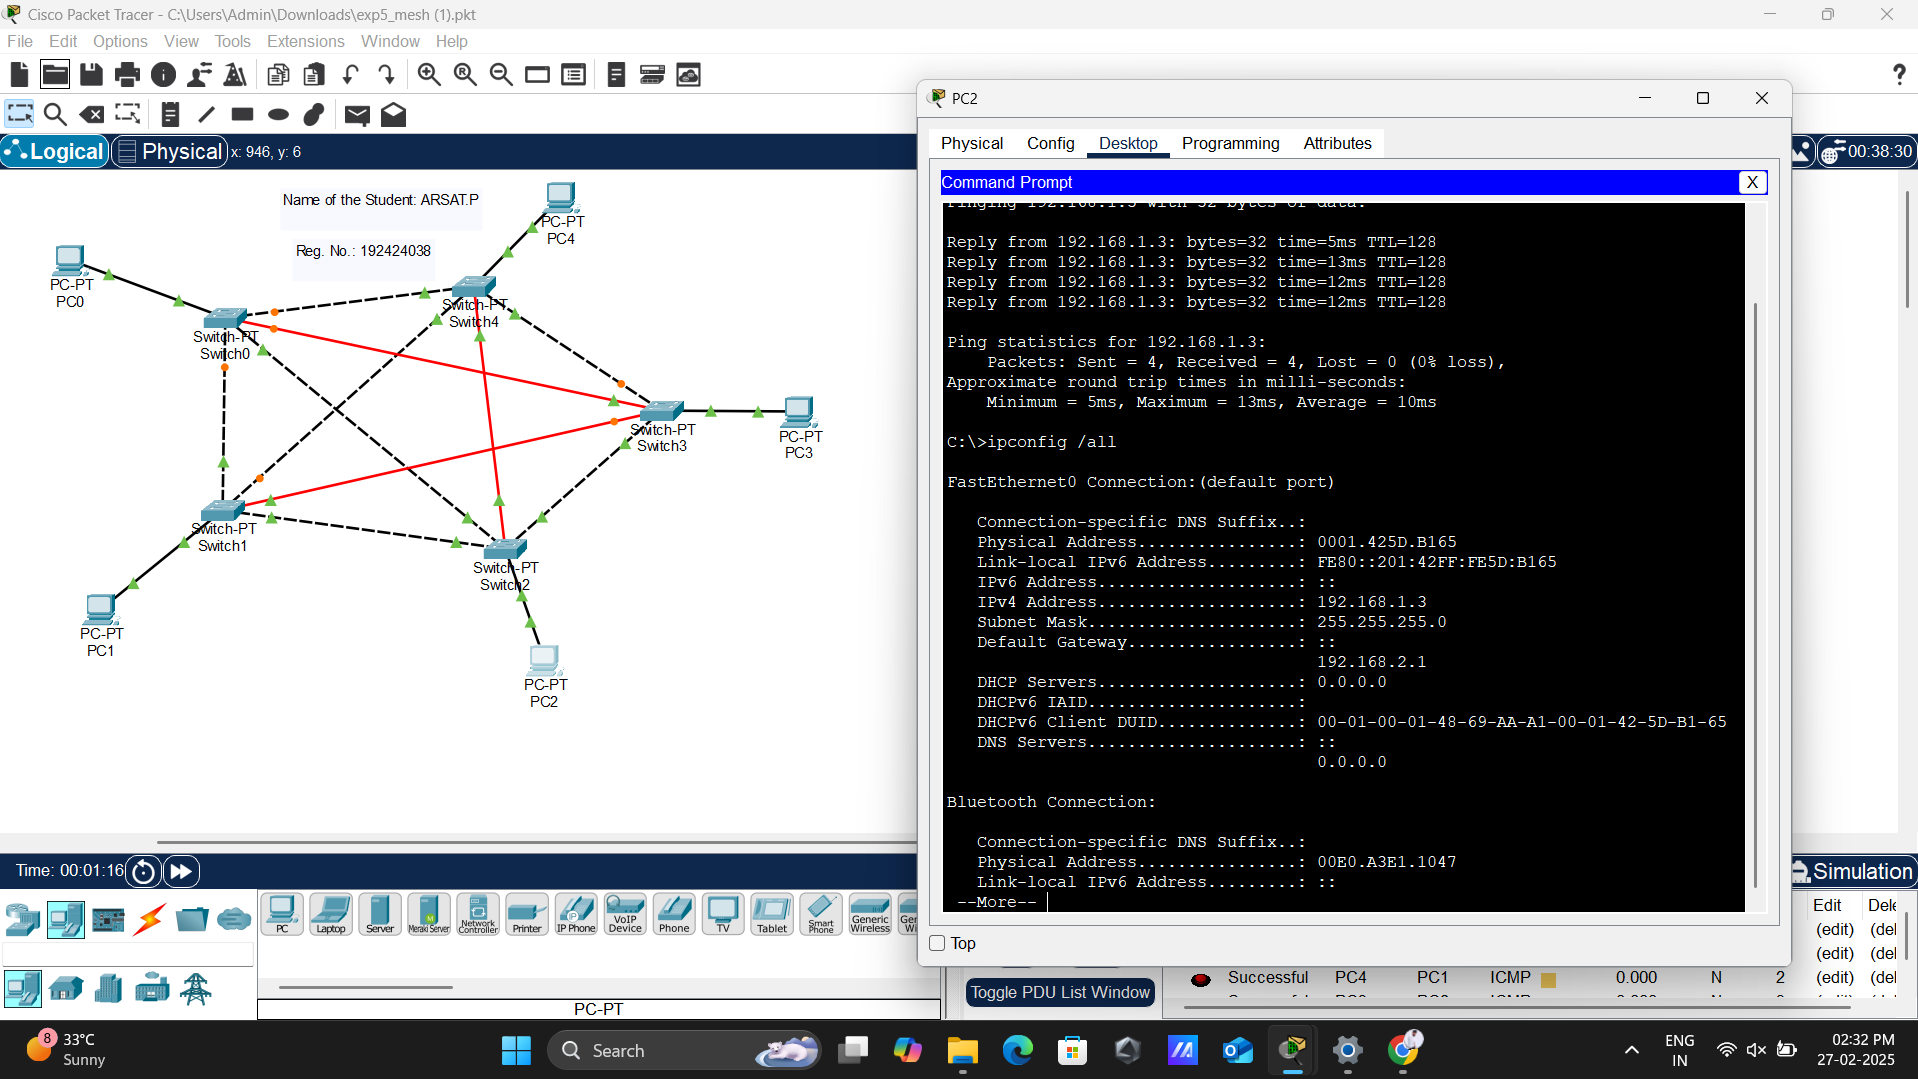 Cisco Packet Tracer - C:\Users\Admin\Downloads\exp5_mesh (1).pkt
File Edit Options View Tools Extensions Window Help
Logical Physical x: 946, y: 6
00:38:30
Name of the Student: ARSAT.P
Reg. No.: 192424038
PC-PT
PC4
PC-PT
PC0
Switch-PT
Switch4
Switch-PT
Switch0
Switch-PT
Switch3
PC-PT
PC3
Switch-PT
Switch1
Switch-PT
Switch2
PC-PT
PC1
PC-PT
PC2
PC2
Physical Config Desktop Programming Attributes
Command Prompt
X
Pinging 192.168.1.3 with 32 bytes of data:
Reply from 192.168.1.3: bytes=32 time=5ms TTL=128
Reply from 192.168.1.3: bytes=32 time=13ms TTL=128
Reply from 192.168.1.3: bytes=32 time=12ms TTL=128
Reply from 192.168.1.3: bytes=32 time=12ms TTL=128
Ping statistics for 192.168.1.3:
Packets: Sent = 4, Received = 4, Lost = 0 (0% loss),
Approximate round trip times in milli-seconds:
Minimum = 5ms, Maximum = 13ms, Average = 10ms
C:\>ipconfig /all
FastEthernet0 Connection:(default port)
Connection-specific DNS Suffix..:
Physical Address................: 0001.425D.B165
Link-local IPv6 Address.........: FE80::201:42FF:FE5D:B165
IPv6 Address....................: ::
IPv4 Address....................: 192.168.1.3
Subnet Mask.....................: 255.255.255.0
Default Gateway.................: ::
192.168.2.1
DHCP Servers....................: 0.0.0.0
DHCPv6 IAID.....................:
DHCPv6 Client DUID..............: 00-01-00-01-48-69-AA-A1-00-01-42-5D-B1-65
DNS Servers.....................: ::
0.0.0.0
Bluetooth Connection:
Connection-specific DNS Suffix..:
Physical Address................: 00E0.A3E1.1047
Link-local IPv6 Address.........: ::
--More--
Top
Time: 00:01:16
Simulation
PC Laptop Server Meraki Server Network Controller Printer IP Phone VoIP Device Phone TV Tablet Smart Phone Generic Wireless
PC-PT
Toggle PDU List Window
Edit
(edit)
(edit)
Successful PC4 PC1 ICMP 0.000 N 2 (edit)
8 33°C
Sunny
Search
ENG
IN
02:32 PM
27-02-2025